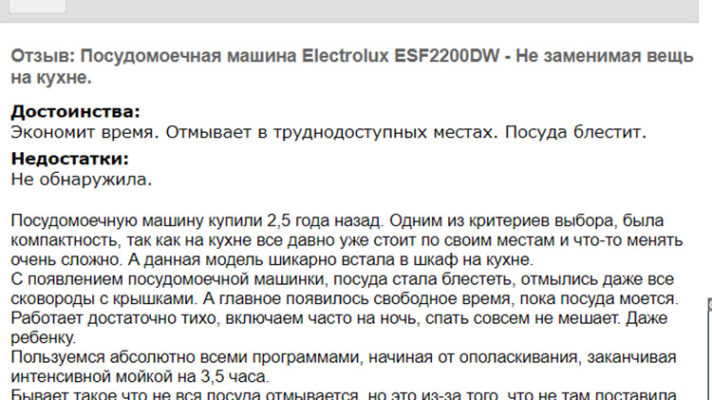 Отзыв: Посудомоечная машина Electrolux ESF2200DW - Не заменимая вещь
на кухне.
Достоинства:
Экономит время. Отмывает в труднодоступных местах. Посуда блестит.
Недостатки:
Не обнаружила.
Посудомоечную машину купили 2,5 года назад. Одним из критериев выбора, была
компактность, так как на кухне все давно уже стоит по своим местам и что-то менять
очень сложно. А данная модель шикарно встала в шкаф на кухне.
С появлением посудомоечной машинки, посуда стала блестеть, отмылись даже все
сковороды с крышками. А главное появилось свободное время, пока посуда моется.
Работает достаточно тихо, включаем часто на ночь, спать совсем не мешает. Даже
ребенку.
Пользуемся абсолютно всеми программами, начиная от ополаскивания, заканчивая
интенсивной мойкой на 3,5 часа.
Бывает такое что не вся посуда отмывается, но это из-за того, что не там поставила